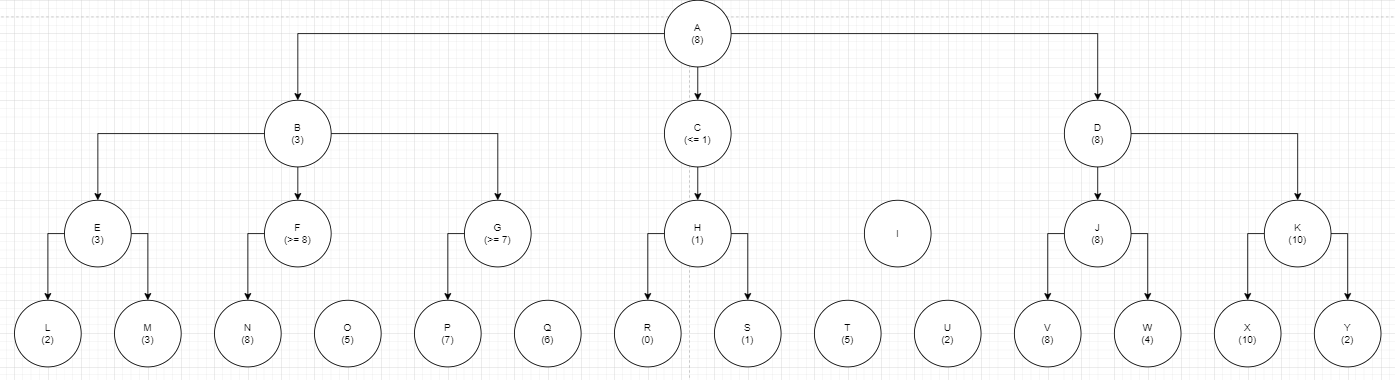 A
(8)
B
(3)
C
(<= 1)
D
(8)
E
(3)
F
(>= 8)
G
(>= 7)
H
(1)
I
J
(8)
K
(10)
L
(2)
M
(3)
N
(8)
O
(5)
P
(7)
Q
(6)
R
(0)
S
(1)
T
(5)
U
(2)
V
(8)
W
(4)
X
(10)
Y
(2)